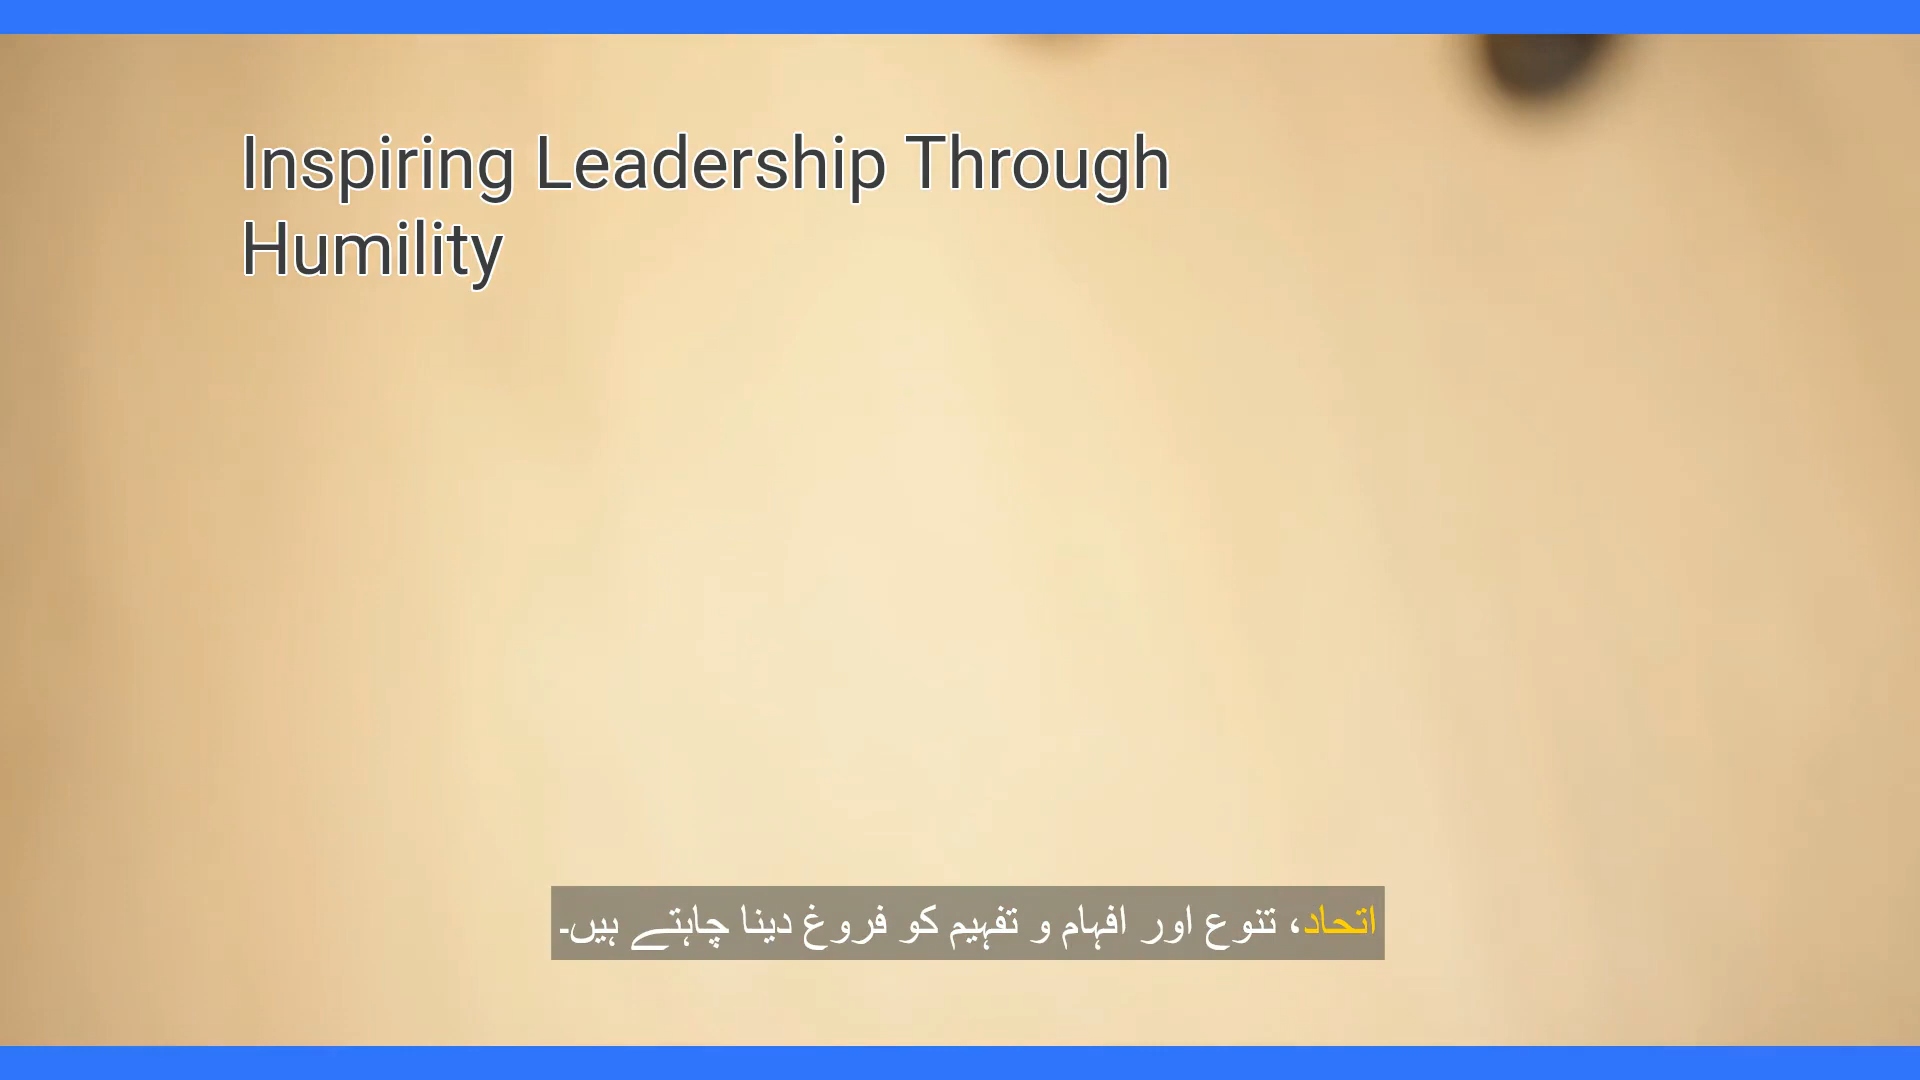 Inspiring Leadership Through
Humility
اتحاد، تنوع اور افہام و تفہیم کو فروغ دینا چاہتے ہیں۔